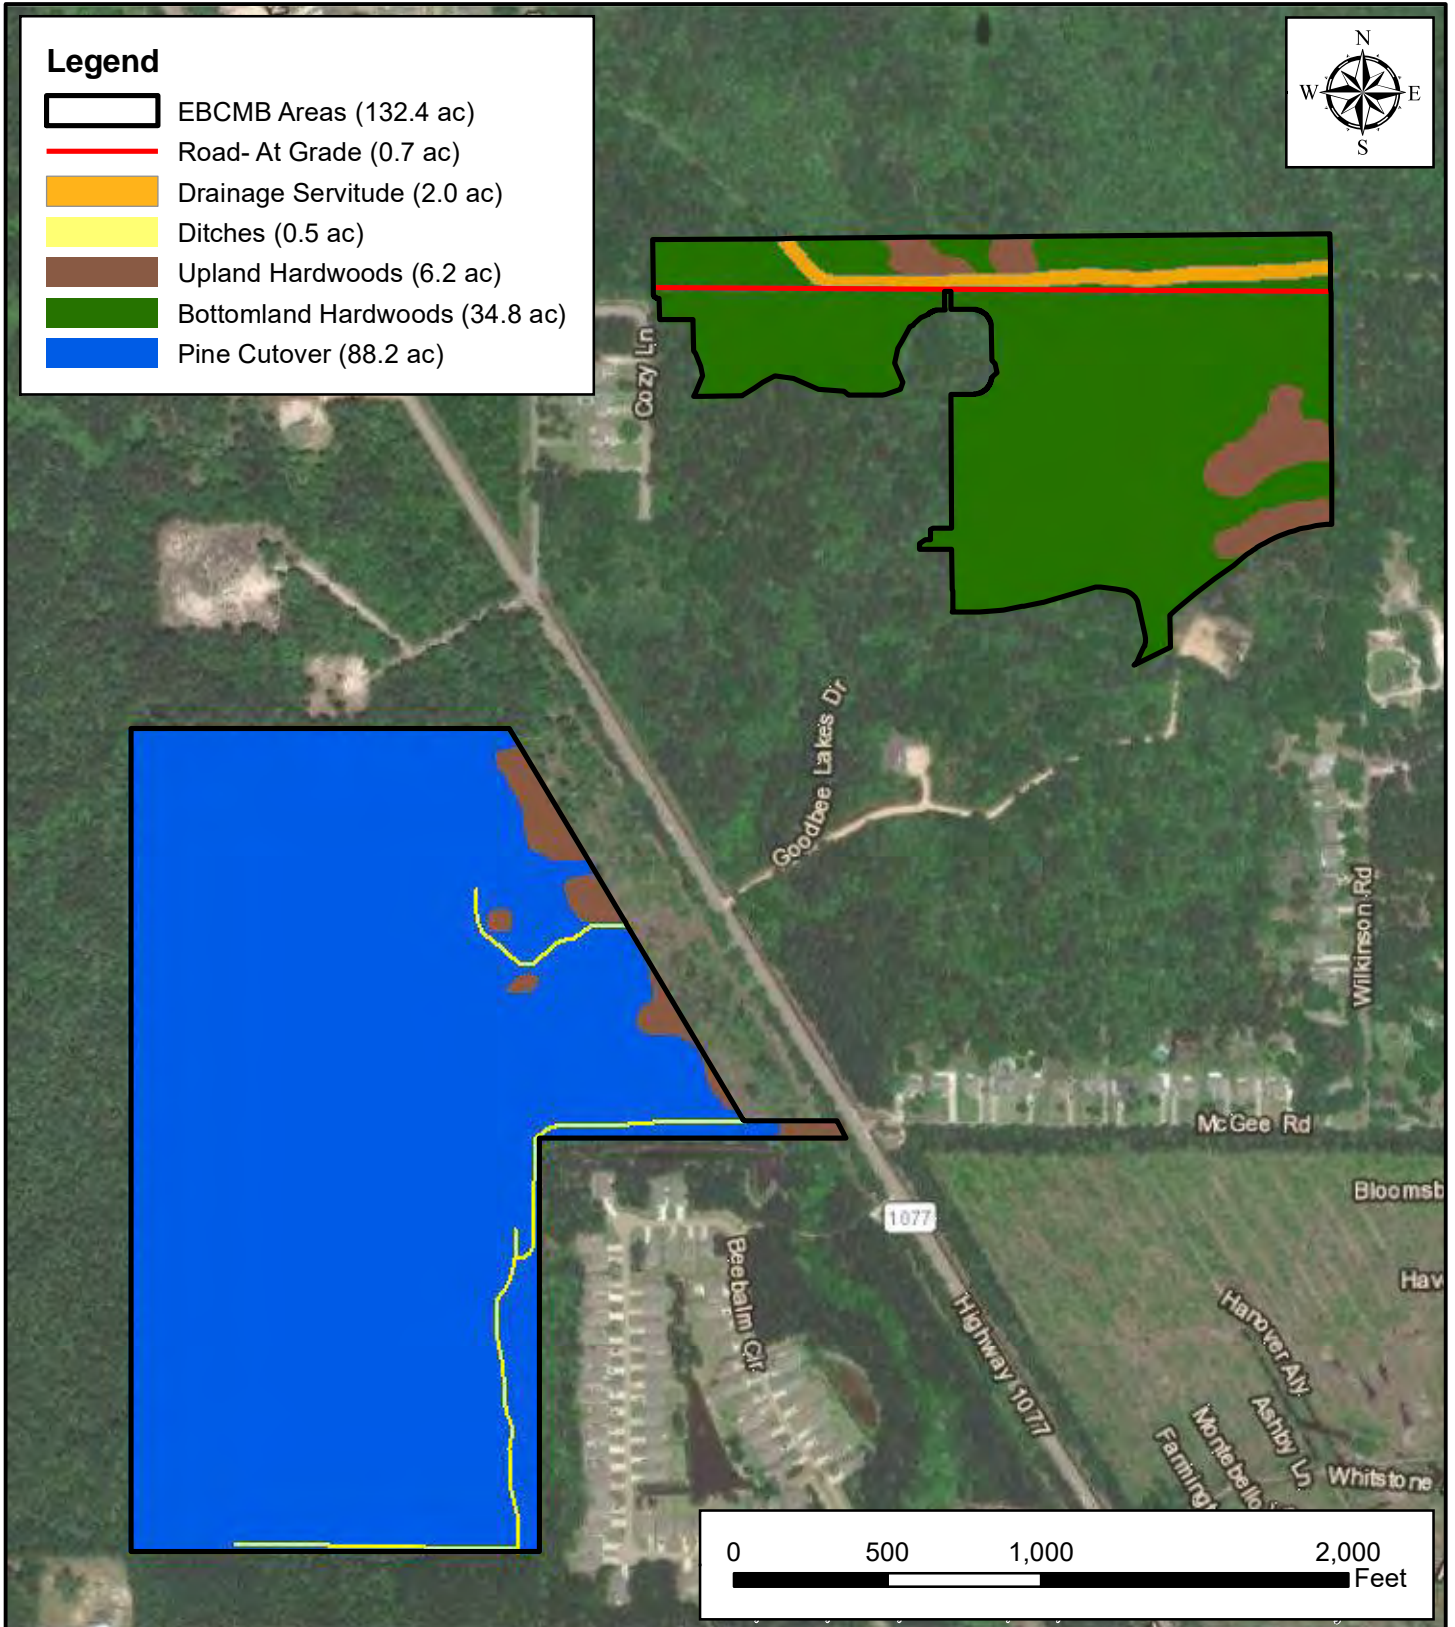 Legend
EBCMB Areas (132.4 ac)
Road- At Grade (0.7 ac)
Drainage Servitude (2.0 ac)
Ditches (0.5 ac)
Upland Hardwoods (6.2 ac)
Bottomland Hardwoods (34.8 ac)
Pine Cutover (88.2 ac)
N
W
E
S
Cozy Ln
Goodbee Lakes Dr
Wilkinson Rd
McGee Rd
Bloomsb
1077
Beebalm Cir
Hav
Hanover Aly
Highway 1077
Ashby Ln
Montebello
Farmingt
Whitstone
0 500 1,000 2,000
Feet